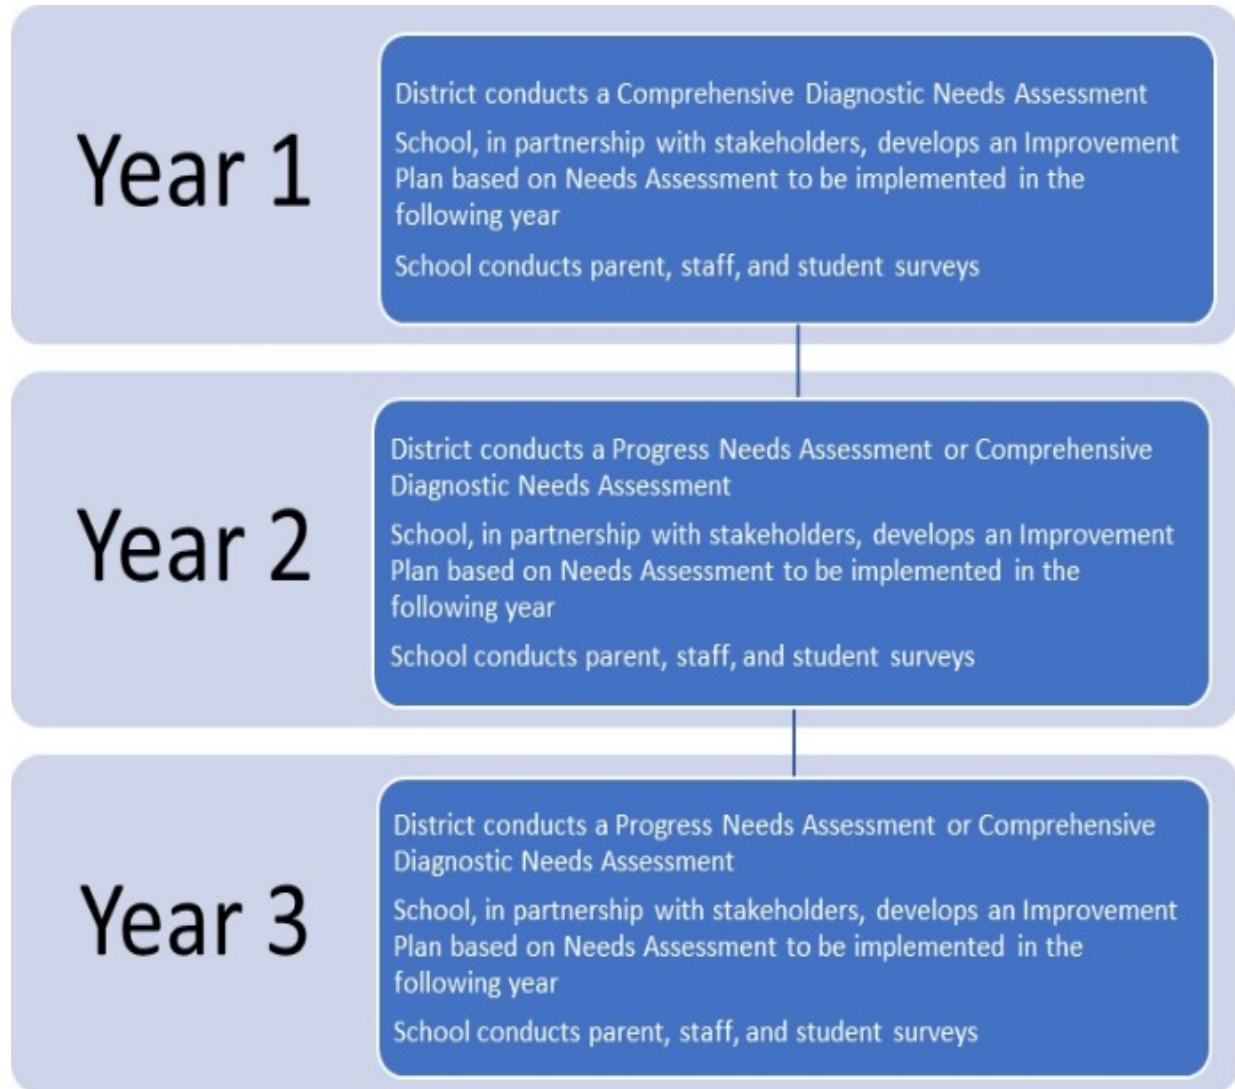 Year 1
District conducts a Comprehensive Diagnostic Needs Assessment
School, in partnership with stakeholders, develops an Improvement
Plan based on Needs Assessment to be implemented in the
following year
School conducts parent, staff, and student surveys
Year 2
District conducts a Progress Needs Assessment or Comprehensive
Diagnostic Needs Assessment
School, in partnership with stakeholders, develops an Improvement
Plan based on Needs Assessment to be implemented in the
following year
School conducts parent, staff, and student surveys
Year 3
District conducts a Progress Needs Assessment or Comprehensive
Diagnostic Needs Assessment
School, in partnership with stakeholders, develops an Improvement
Plan based on Needs Assessment to be implemented in the
following year
School conducts parent, staff, and student surveys